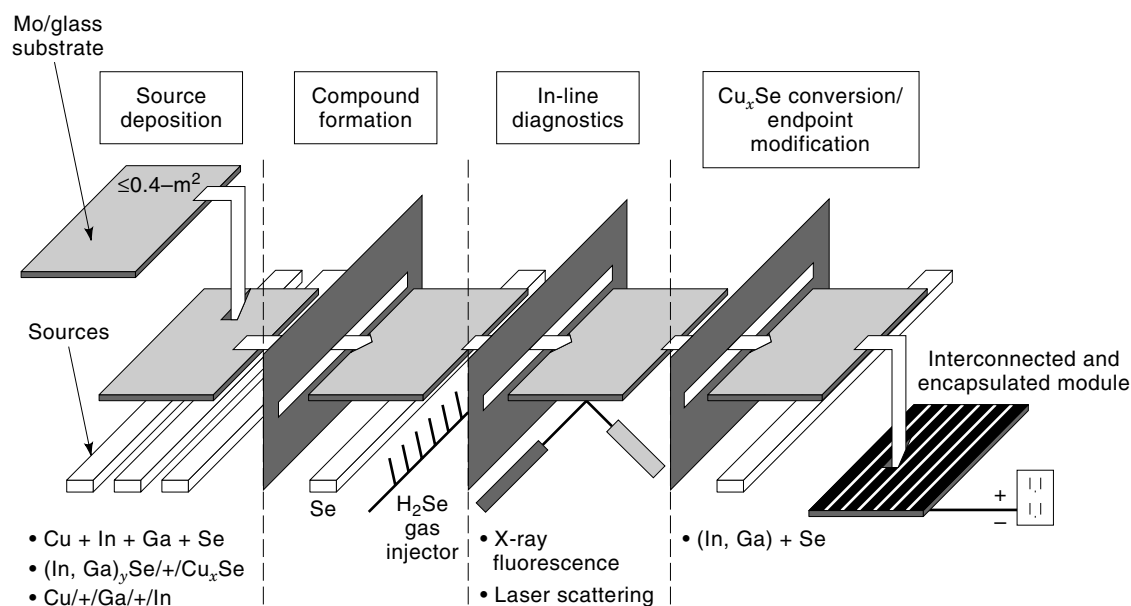 Mo/glass
substrate
Source
deposition
Compound
formation
In-line
diagnostics
CuₓSe conversion/
endpoint
modification
≤0.4–m²
Sources
Interconnected and
encapsulated module
Se
H₂Se
gas
injector
+
–
• Cu + In + Ga + Se
• (In, Ga)ᵧSe/+/CuₓSe
• Cu/+/Ga/+/In
• X-ray
fluorescence
• Laser scattering
• (In, Ga) + Se